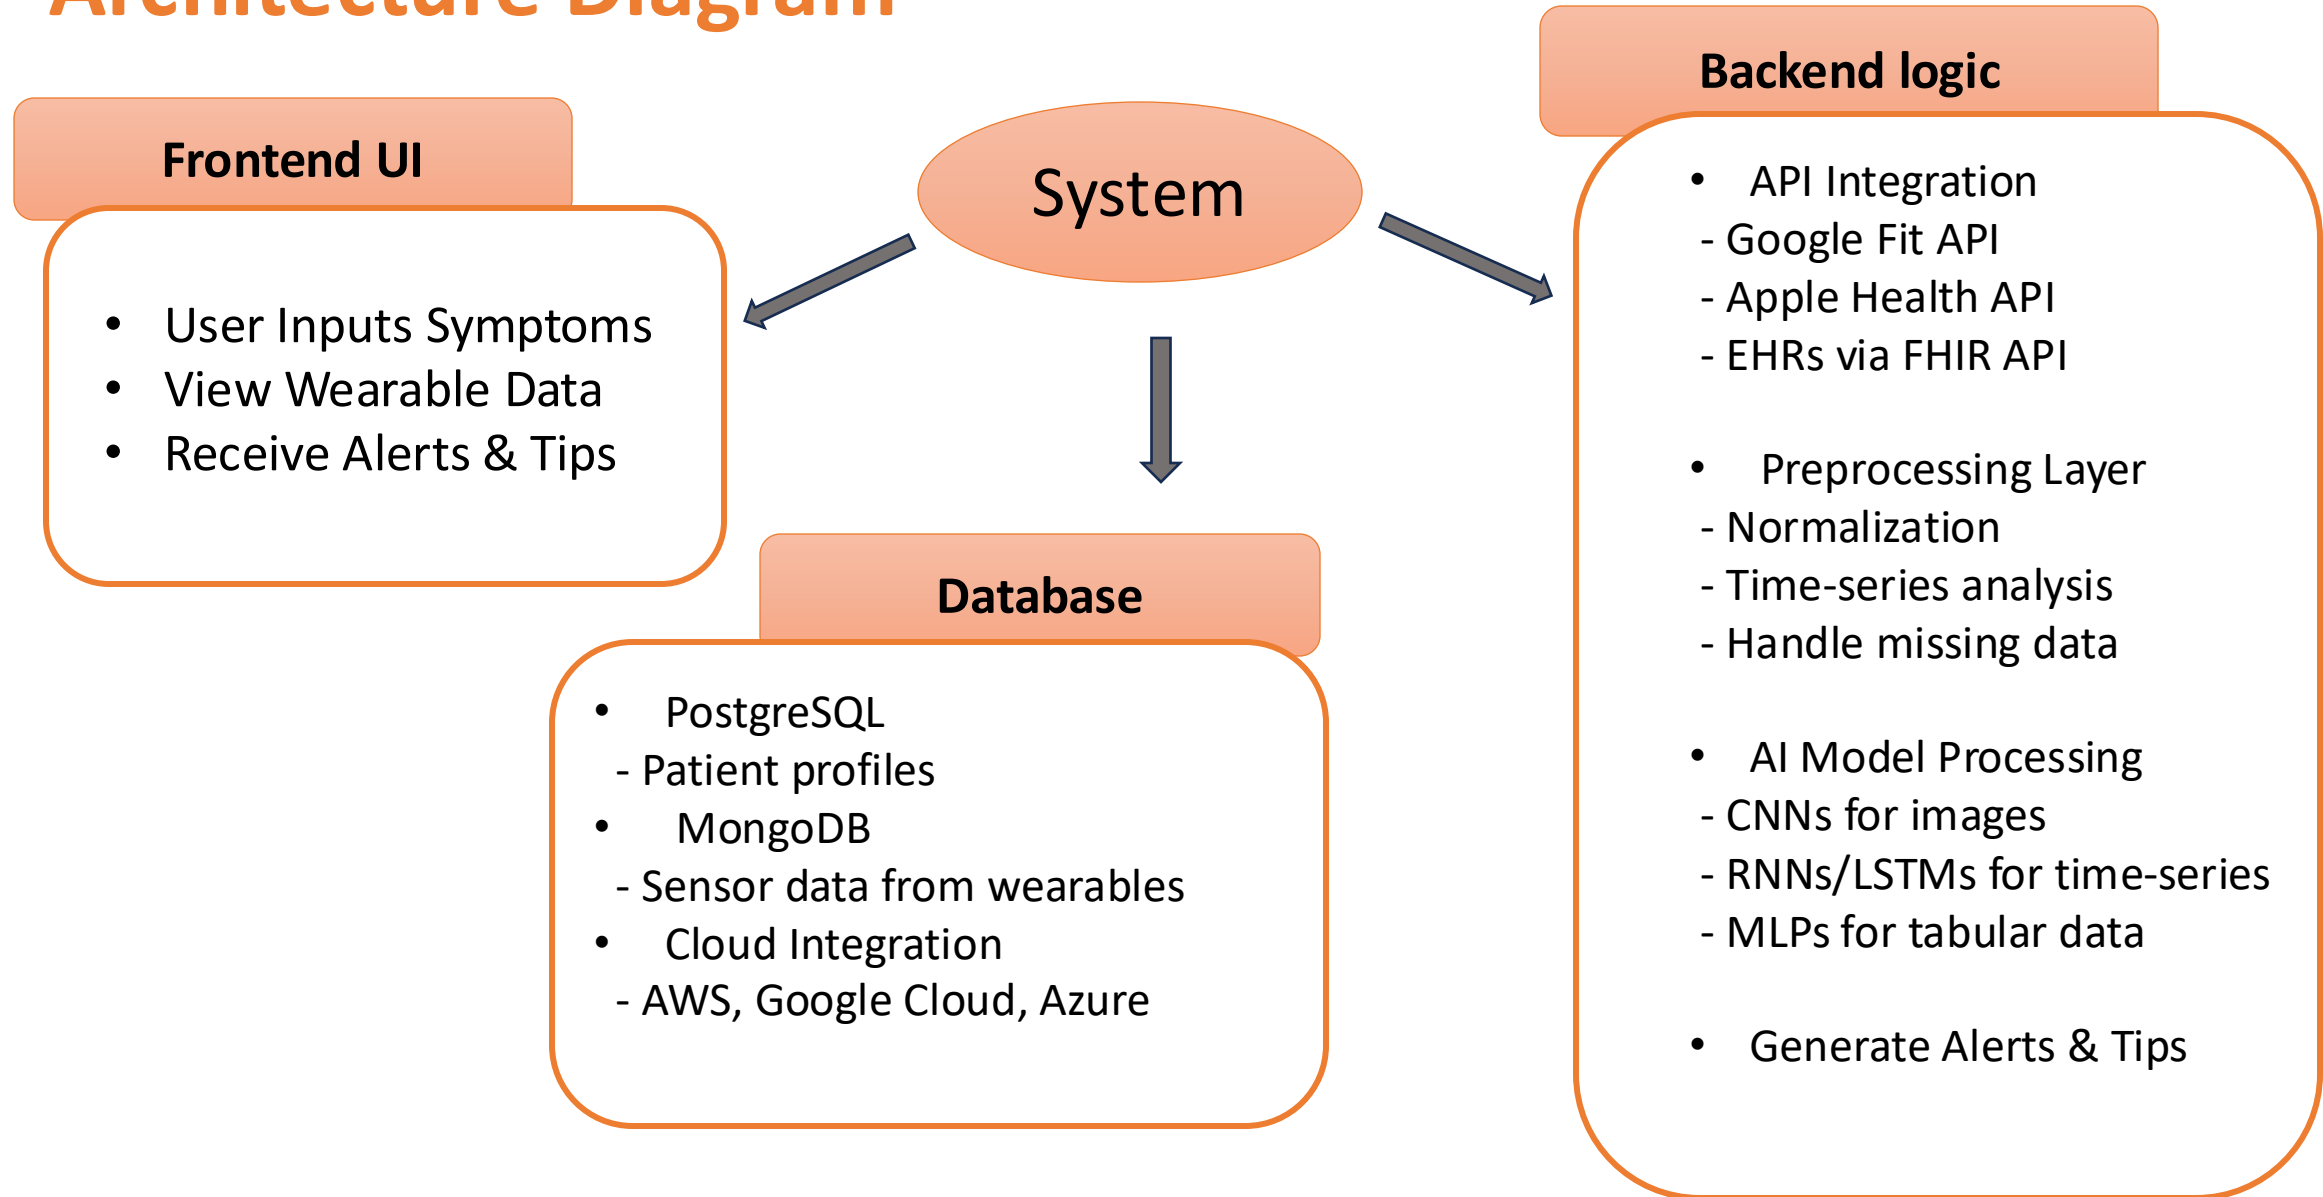 Architecture Diagram
Frontend UI
• User Inputs Symptoms
• View Wearable Data
• Receive Alerts & Tips
System
Database
• PostgreSQL
- Patient profiles
• MongoDB
- Sensor data from wearables
• Cloud Integration
- AWS, Google Cloud, Azure
Backend logic
• API Integration
- Google Fit API
- Apple Health API
- EHRs via FHIR API
• Preprocessing Layer
- Normalization
- Time-series analysis
- Handle missing data
• AI Model Processing
- CNNs for images
- RNNs/LSTMs for time-series
- MLPs for tabular data
• Generate Alerts & Tips